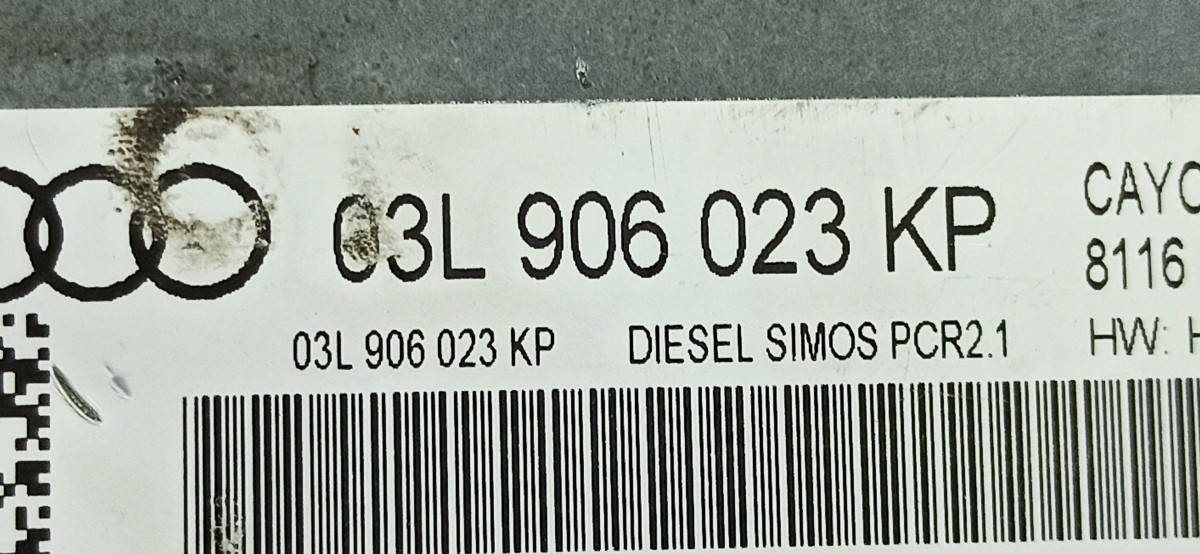 03L 906 023 KP
CAYC
8116
03L 906 023 KP DIESEL SIMOS PCR2.1 HW: H